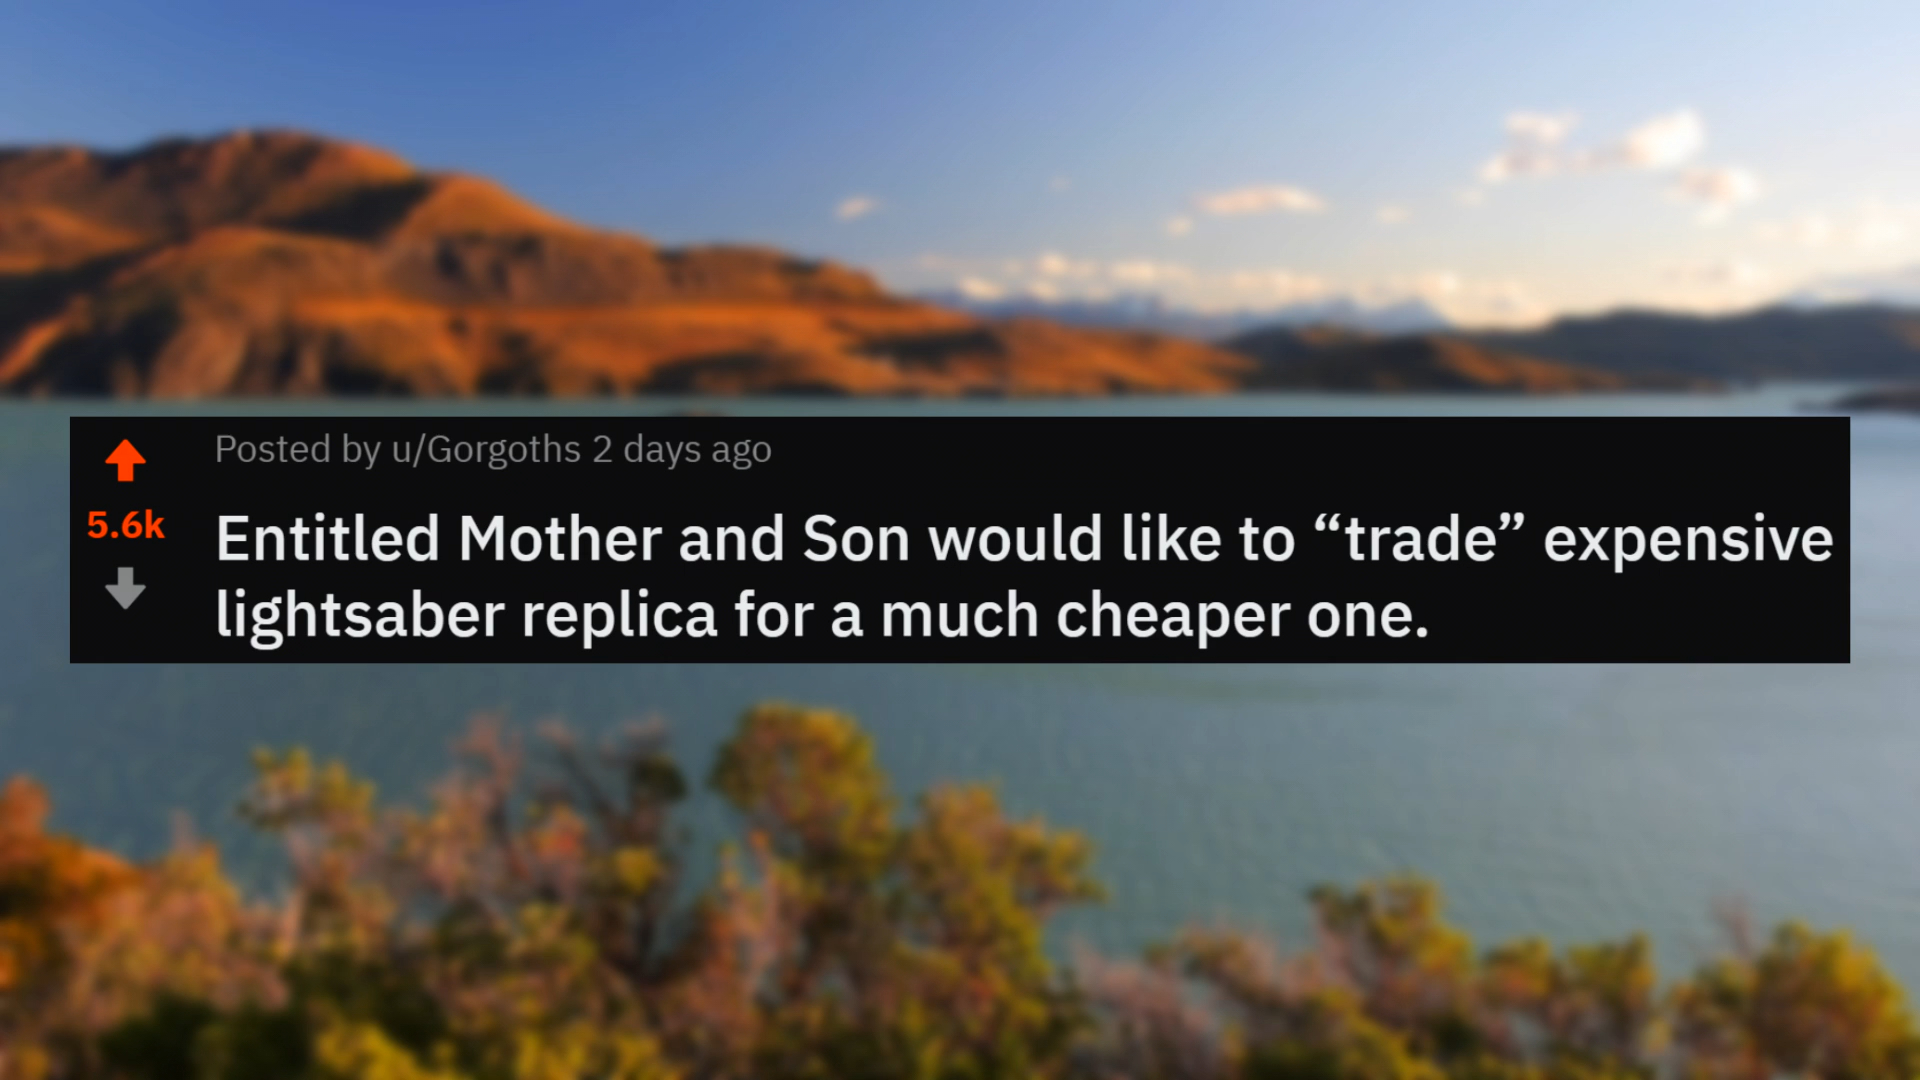 Posted by u/Gorgoths 2 days ago
5.6k
Entitled Mother and Son would like to “trade” expensive
lightsaber replica for a much cheaper one.